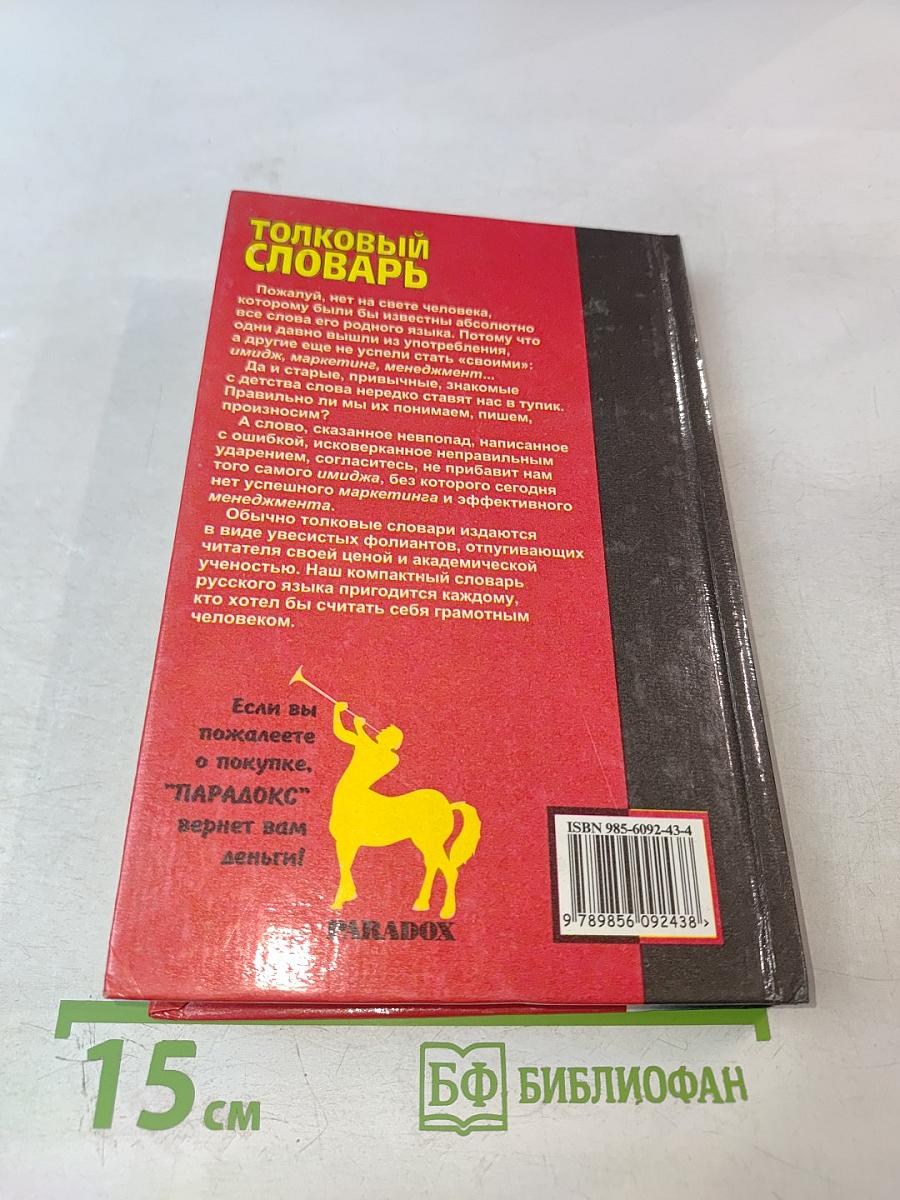 ТОЛКОВЫЙ
СЛОВАРЬ
Пожалуй, нет на свете человека,
которому были бы известны абсолютно
все слова его родного языка. Потому что
одни давно вышли из употребления,
а другие еще не успели стать «своими»:
имидж, маркетинг, менеджмент...
Да и старые, привычные, знакомые
с детства слова нередко ставят нас в тупик.
Правильно ли мы их понимаем, пишем,
произносим?
А слово, сказанное невпопад, написанное
с ошибкой, исковерканное неправильным
ударением, согласитесь, не прибавит нам
того самого имиджа, без которого сегодня
нет успешного маркетинга и эффективного
менеджмента.
Обычно толковые словари издаются
в виде увесистых фолиантов, отпугивающих
читателя своей ценой и академической
ученостью. Наш компактный словарь
русского языка пригодится каждому,
кто хотел бы считать себя грамотным
человеком.
Если вы
пожалеете
о покупке,
"ПАРАДОКС"
вернет вам
деньги!
PARADOX
ISBN 985-6092-43-4
9 789856 092438 >
15 см
БФ БИБЛИОФАН